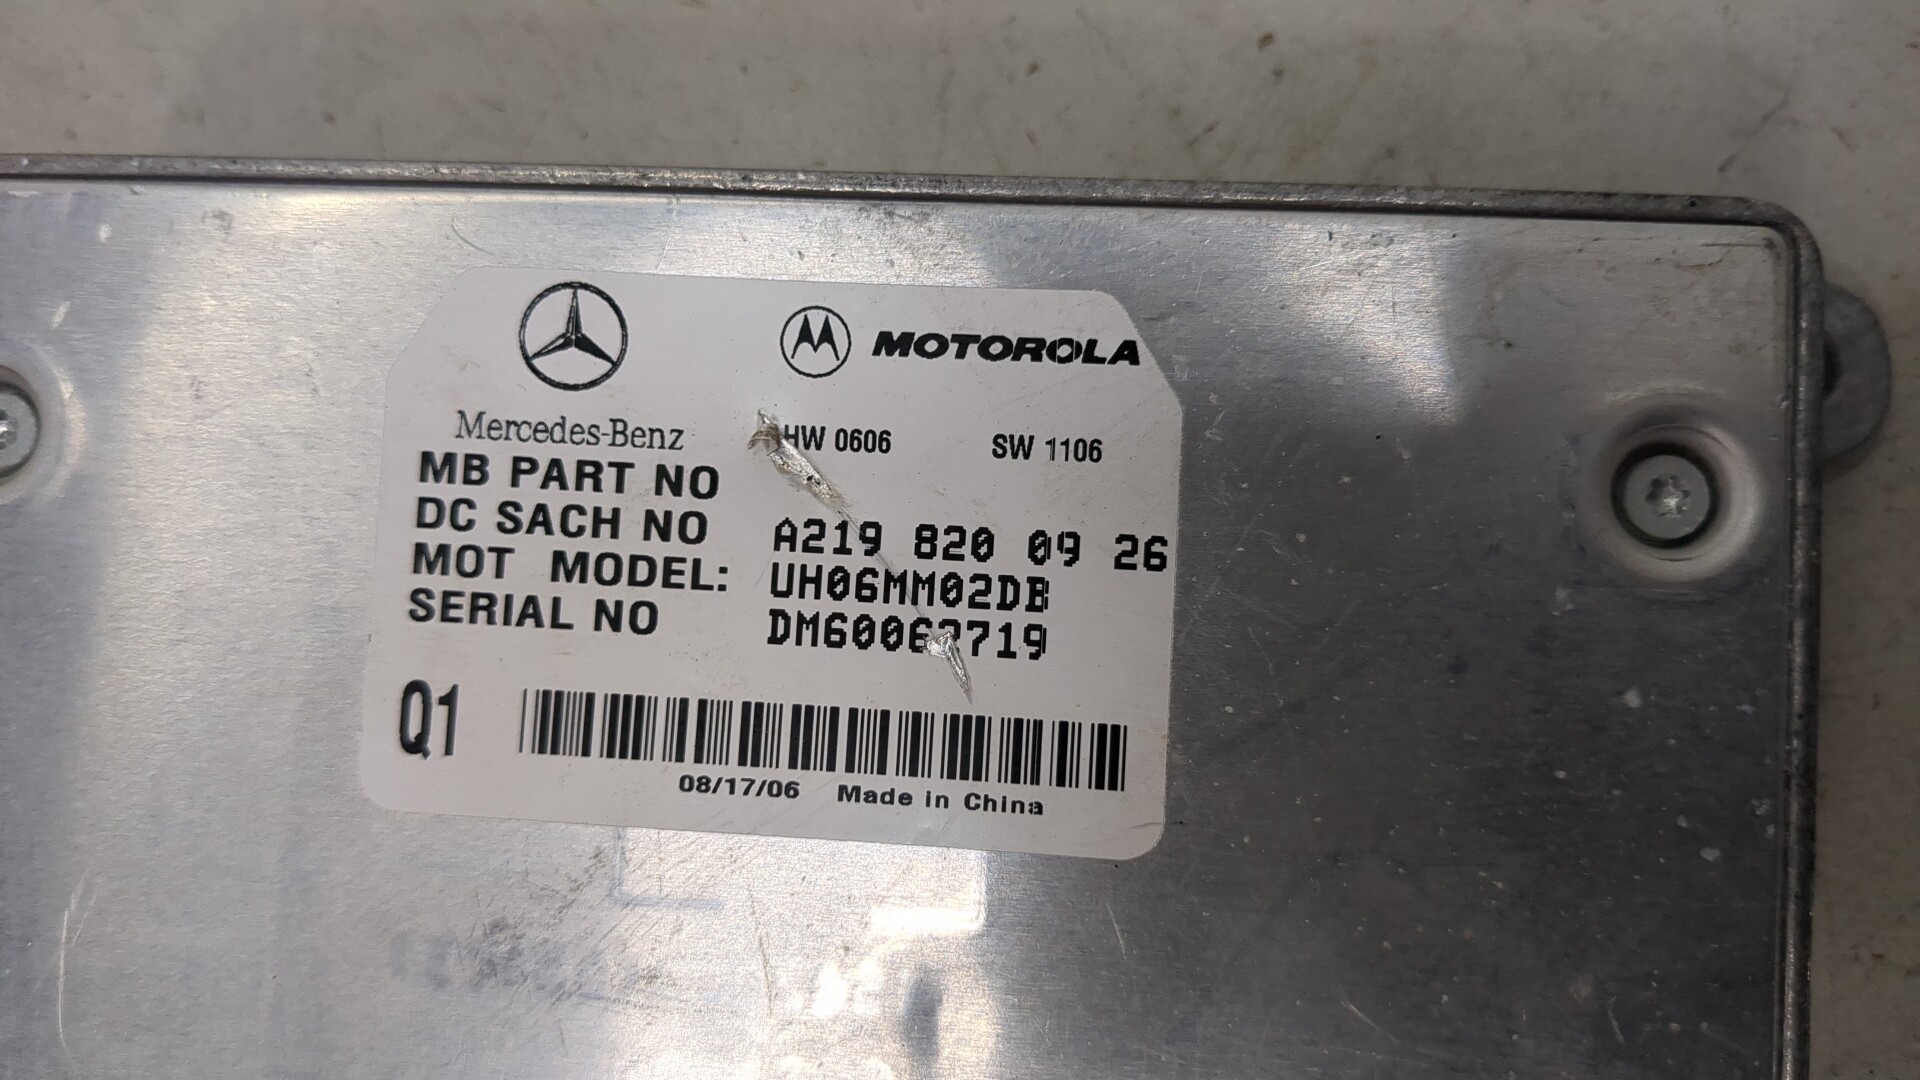 MOTOROLA
Mercedes-Benz HW 0606 SW 1106
MB PART NO
DC SACH NO A219 820 09 26
MOT MODEL: UH06MM02DB
SERIAL NO
Q1
08/17/06 Made in China